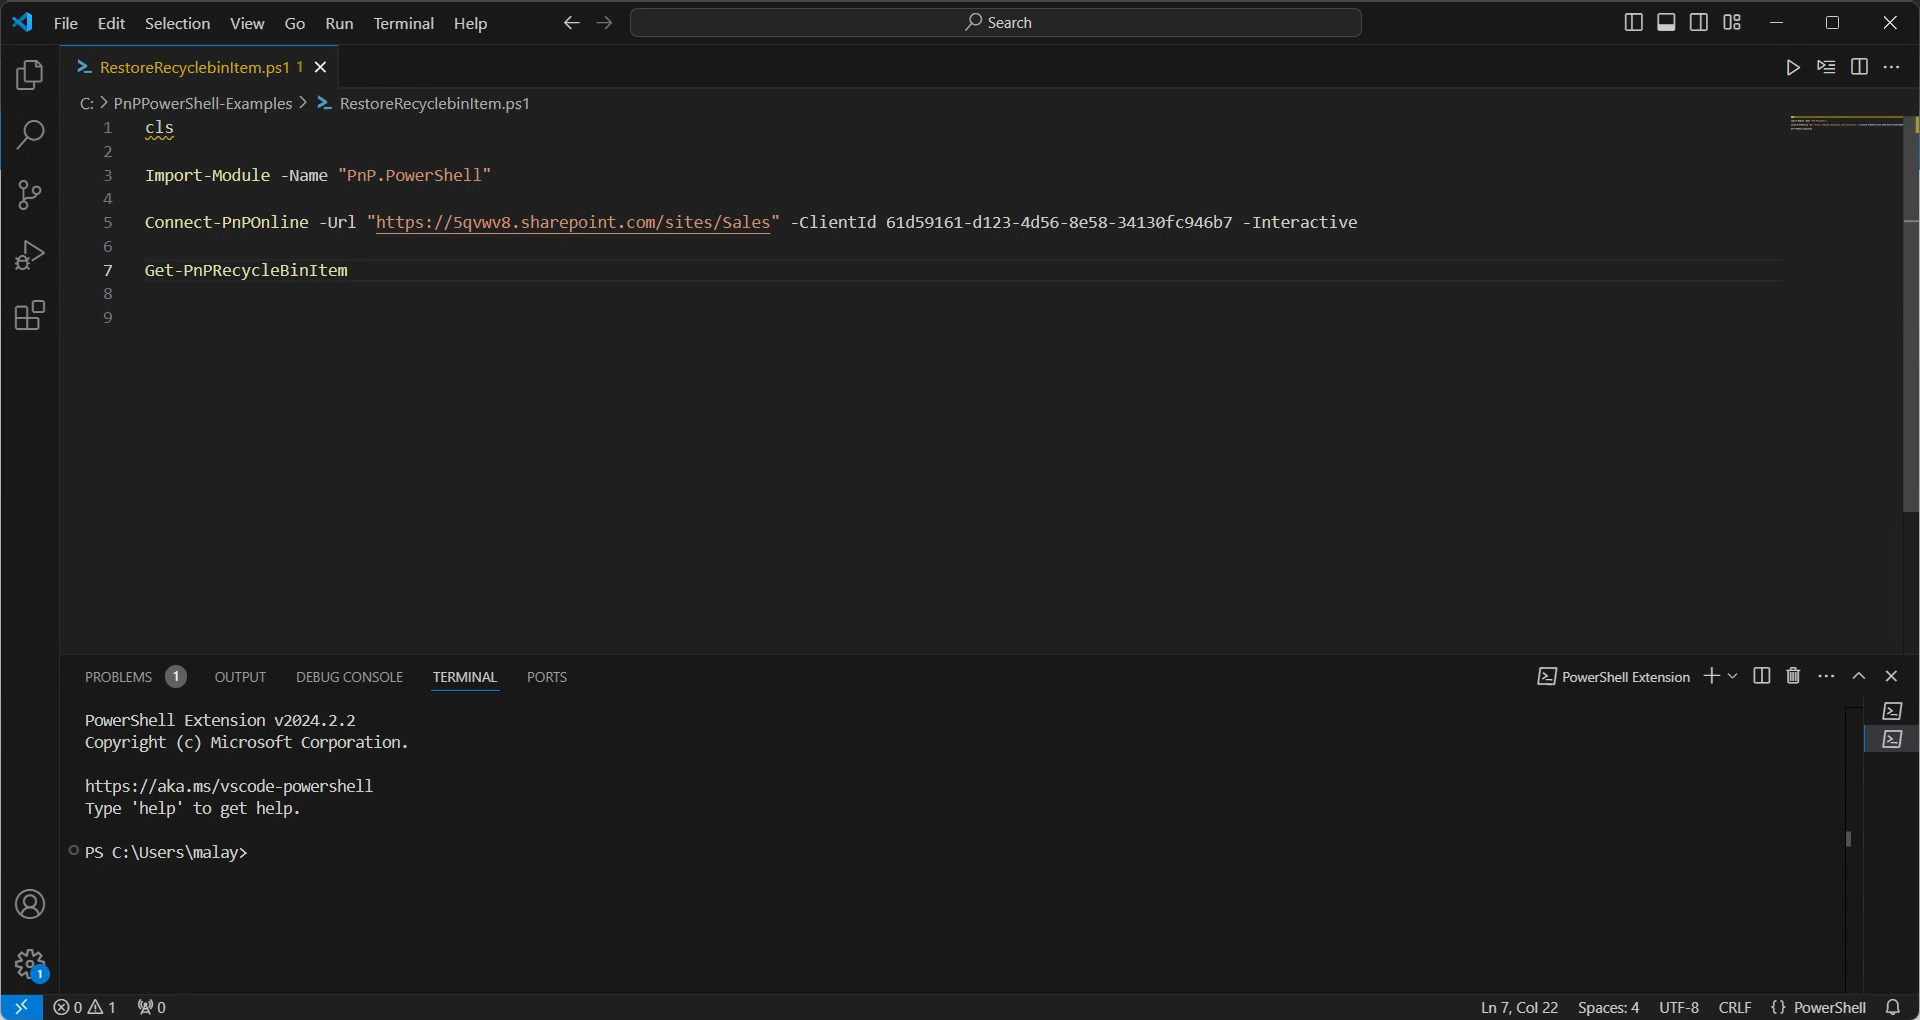 File Edit Selection View Go Run Terminal Help Search
RestoreRecyclebinItem.ps1 1
C: > PnPPowerShell-Examples > RestoreRecyclebinItem.ps1
1 cls
2
3 Import-Module -Name "PnP.PowerShell"
4
5 Connect-PnPOnline -Url "https://5qvwv8.sharepoint.com/sites/Sales" -ClientId 61d59161-d123-4d56-8e58-34130fc946b7 -Interactive
6
7 Get-PnPRecycleBinItem
8
9
PROBLEMS 1 OUTPUT DEBUG CONSOLE TERMINAL PORTS PowerShell Extension
PowerShell Extension v2024.2.2
Copyright (c) Microsoft Corporation.
https://aka.ms/vscode-powershell
Type 'help' to get help.
PS C:\Users\malay>
1
0 1 0 Ln 7, Col 22 Spaces: 4 UTF-8 CRLF {} PowerShell